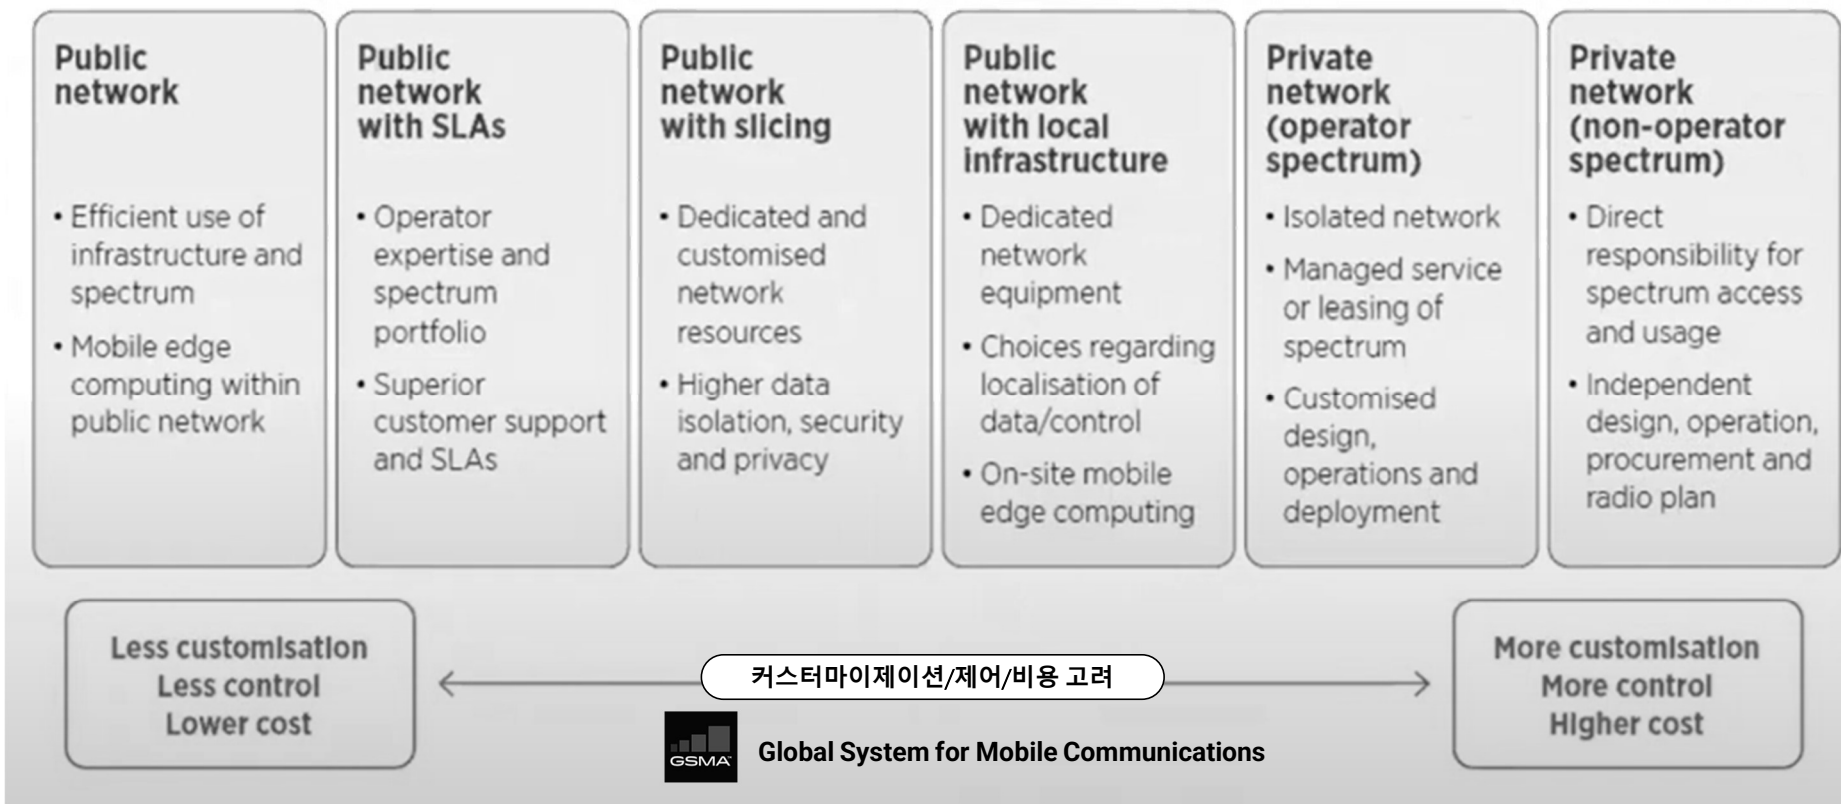 Public
network
• Efficient use of
infrastructure and
spectrum
• Mobile edge
computing within
public network
Public
network
with SLAs
• Operator
expertise and
spectrum
portfolio
• Superior
customer support
and SLAs
Public
network
with slicing
• Dedicated and
customised
network
resources
• Higher data
isolation, security
and privacy
Public
network
with local
infrastructure
• Dedicated
network
equipment
• Choices regarding
localisation of
data/control
• On-site mobile
edge computing
Private
network
(operator
spectrum)
• Isolated network
• Managed service
or leasing of
spectrum
• Customised
design,
operations and
deployment
Private
network
(non-operator
spectrum)
• Direct
responsibility for
spectrum access
and usage
• Independent
design, operation,
procurement and
radio plan
Less customisation
Less control
Lower cost
커스터마이제이션/제어/비용 고려
More customisation
More control
Higher cost
GSMA
Global System for Mobile Communications